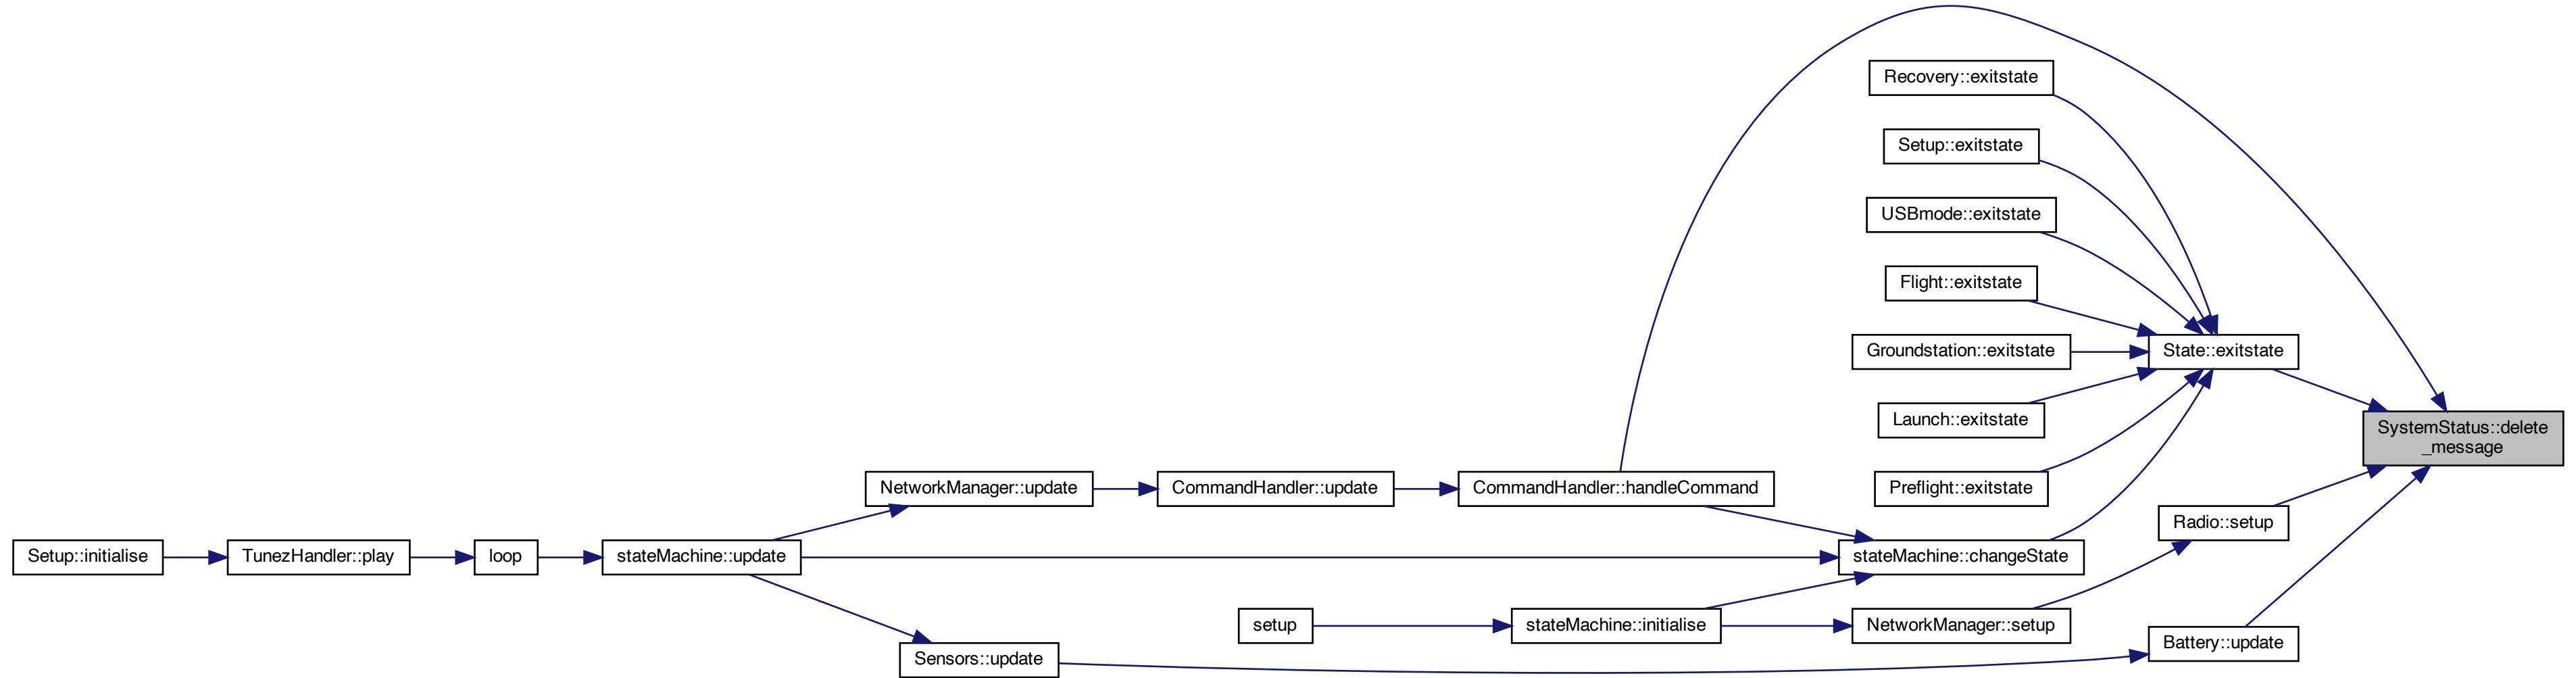 Recovery::exitstate
Setup::exitstate
USBmode::exitstate
Flight::exitstate
State::exitstate
Groundstation::exitstate
Launch::exitstate
SystemStatus::delete
_message
Preflight::exitstate
NetworkManager::update
CommandHandler::update
CommandHandler::handleCommand
Radio::setup
Setup::initialise
TunezHandler::play
loop
stateMachine::update
stateMachine::changeState
setup
stateMachine::initialise
NetworkManager::setup
Battery::update
Sensors::update